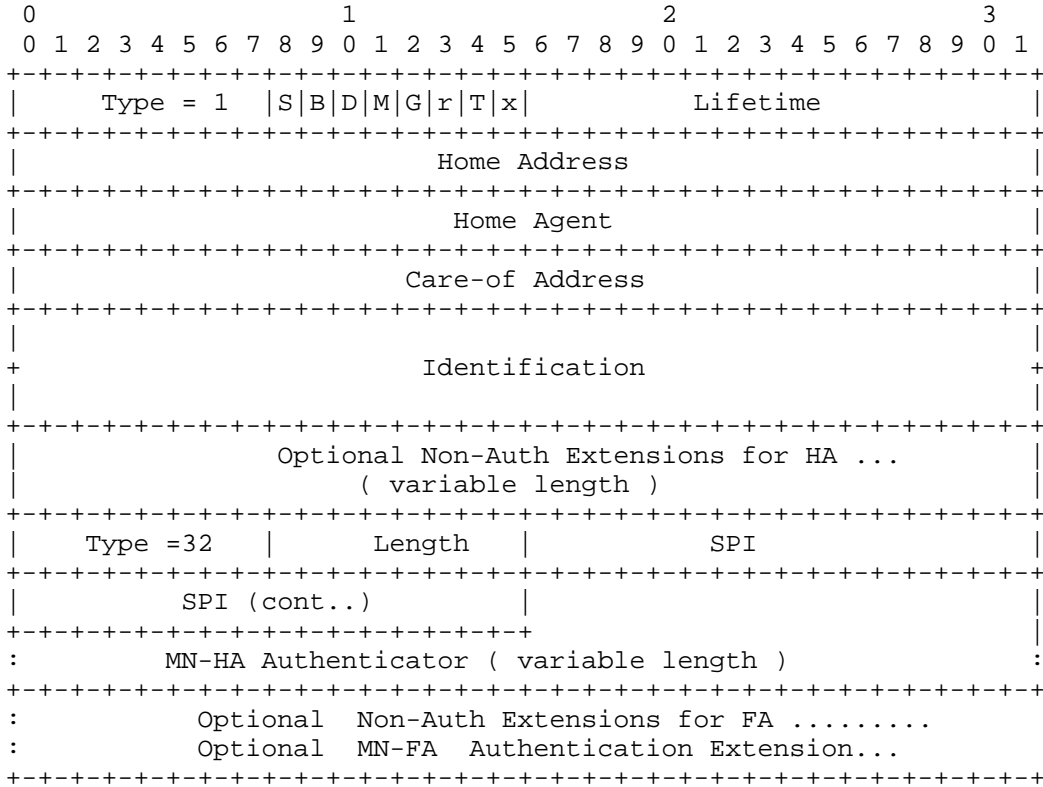 0                   1                   2                   3
 0 1 2 3 4 5 6 7 8 9 0 1 2 3 4 5 6 7 8 9 0 1 2 3 4 5 6 7 8 9 0 1
+-+-+-+-+-+-+-+-+-+-+-+-+-+-+-+-+-+-+-+-+-+-+-+-+-+-+-+-+-+-+-+-+
|     Type = 1  |S|B|D|M|G|r|T|x|          Lifetime             |
+-+-+-+-+-+-+-+-+-+-+-+-+-+-+-+-+-+-+-+-+-+-+-+-+-+-+-+-+-+-+-+-+
|                          Home Address                         |
+-+-+-+-+-+-+-+-+-+-+-+-+-+-+-+-+-+-+-+-+-+-+-+-+-+-+-+-+-+-+-+-+
|                           Home Agent                          |
+-+-+-+-+-+-+-+-+-+-+-+-+-+-+-+-+-+-+-+-+-+-+-+-+-+-+-+-+-+-+-+-+
|                        Care-of Address                        |
+-+-+-+-+-+-+-+-+-+-+-+-+-+-+-+-+-+-+-+-+-+-+-+-+-+-+-+-+-+-+-+-+
|                                                               |
+                         Identification                        +
|                                                               |
+-+-+-+-+-+-+-+-+-+-+-+-+-+-+-+-+-+-+-+-+-+-+-+-+-+-+-+-+-+-+-+-+
|                Optional Non-Auth Extensions for HA ...        |
|                     ( variable length )                       |
+-+-+-+-+-+-+-+-+-+-+-+-+-+-+-+-+-+-+-+-+-+-+-+-+-+-+-+-+-+-+-+-+
|    Type =32   |      Length   |           SPI                 |
+-+-+-+-+-+-+-+-+-+-+-+-+-+-+-+-+-+-+-+-+-+-+-+-+-+-+-+-+-+-+-+-+
|          SPI (cont..)         |                               |
+-+-+-+-+-+-+-+-+-+-+-+-+-+-+-+-+                               |
:         MN-HA Authenticator ( variable length )               :
+-+-+-+-+-+-+-+-+-+-+-+-+-+-+-+-+-+-+-+-+-+-+-+-+-+-+-+-+-+-+-+-+
:           Optional  Non-Auth Extensions for FA .........
:           Optional  MN-FA  Authentication Extension...
+-+-+-+-+-+-+-+-+-+-+-+-+-+-+-+-+-+-+-+-+-+-+-+-+-+-+-+-+-+-+-+-+